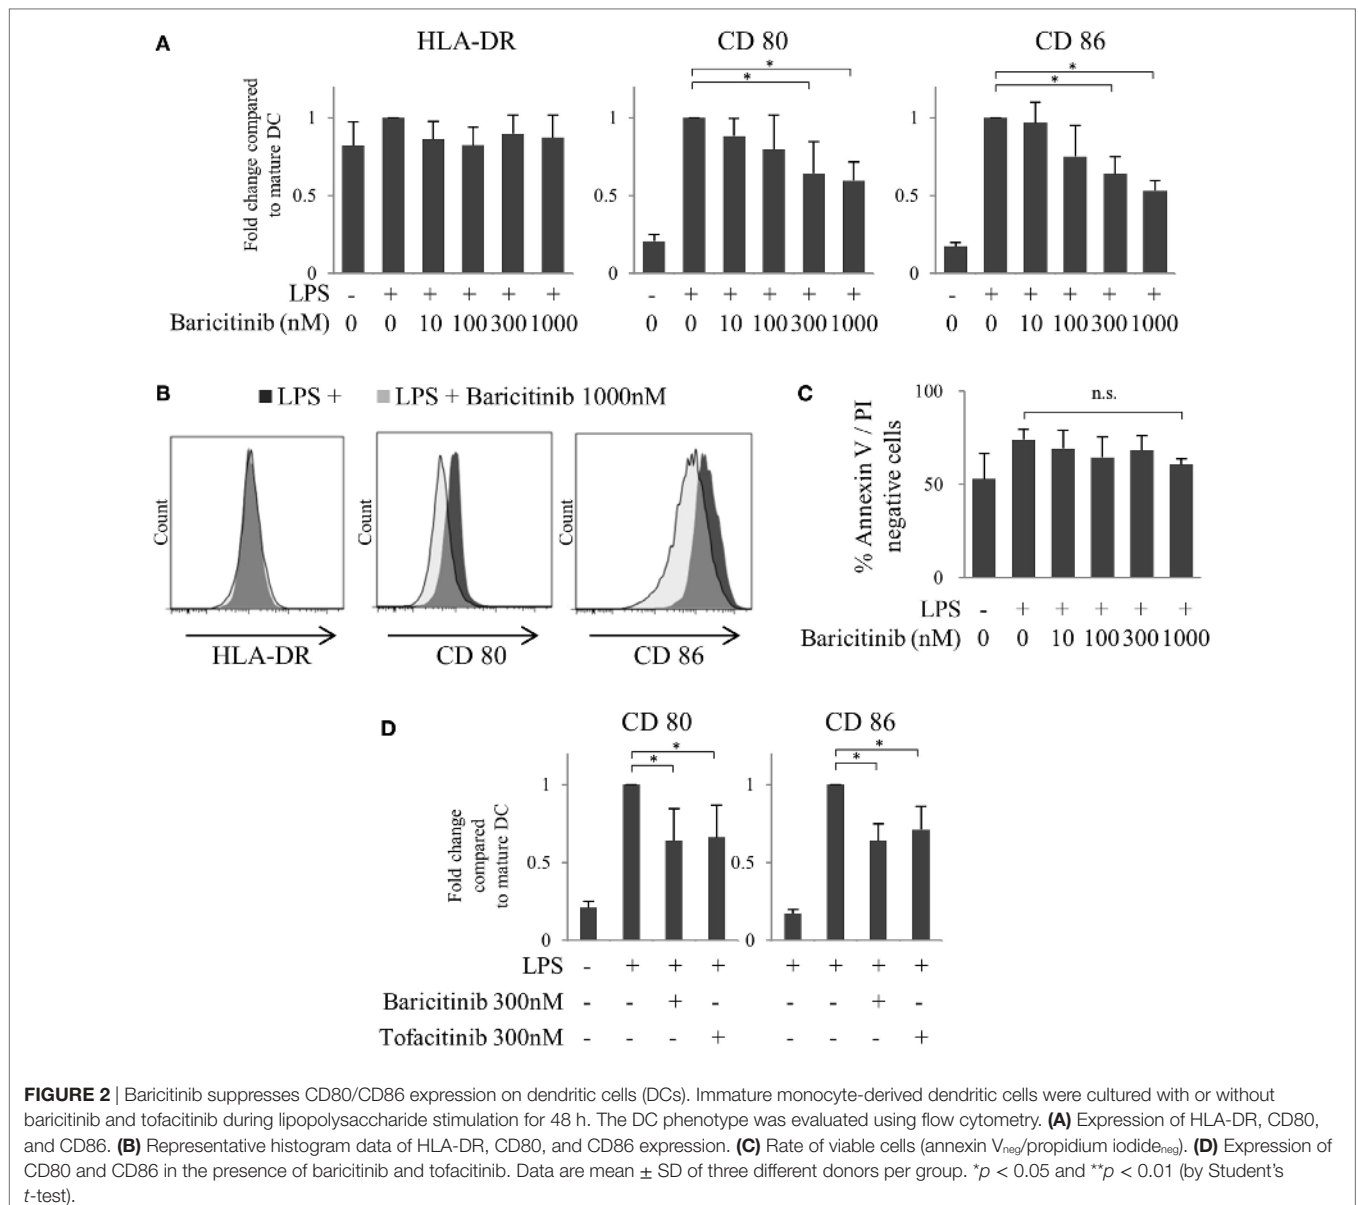 A
HLA-DR
CD 80
CD 86
Fold change compared
to mature DC
1
0.5
0
1
0.5
0
1
0.5
0
*
*
*
*
LPS - + + + + + - + + + + + - + + + + +
Baricitinib (nM) 0 0 10 100 300 1000 0 0 10 100 300 1000 0 0 10 100 300 1000
B
LPS + LPS + Baricitinib 1000nM
Count
Count
Count
HLA-DR
CD 80
CD 86
C
% Annexin V / PI
negative cells
100
50
0
n.s.
LPS - + + + + +
Baricitinib (nM) 0 0 10 100 300 1000
D
CD 80
CD 86
Fold change
compared
to mature DC
1
0.5
0
1
0.5
0
*
*
*
*
LPS - + + + + + + +
Baricitinib 300nM - - + - - - + -
Tofacitinib 300nM - - - + - - - +
FIGURE 2 | Baricitinib suppresses CD80/CD86 expression on dendritic cells (DCs). Immature monocyte-derived dendritic cells were cultured with or without
baricitinib and tofacitinib during lipopolysaccharide stimulation for 48 h. The DC phenotype was evaluated using flow cytometry. (A) Expression of HLA-DR, CD80,
and CD86. (B) Representative histogram data of HLA-DR, CD80, and CD86 expression. (C) Rate of viable cells (annexin Vneg/propidium iodideneg). (D) Expression of
CD80 and CD86 in the presence of baricitinib and tofacitinib. Data are mean ± SD of three different donors per group. *p < 0.05 and **p < 0.01 (by Student's
t-test).